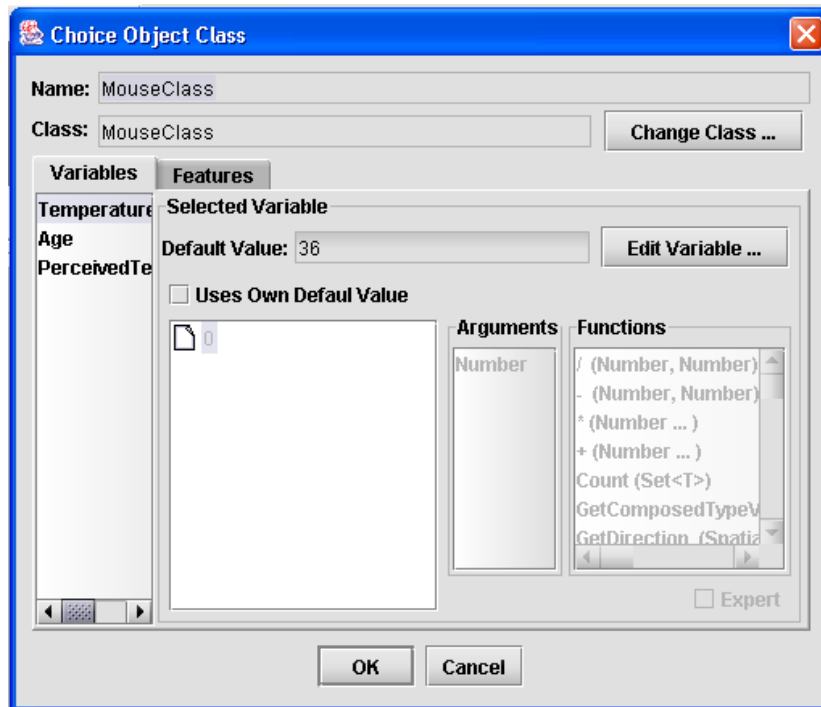 Choice Object Class
Name: MouseClass
Class: MouseClass
Change Class ...
Variables
Features
Temperature
Age
PerceivedTe
Selected Variable
Default Value: 36
Edit Variable ...
Uses Own Defaul Value
0
Arguments
Number
Functions
/ (Number, Number)
- (Number, Number)
* (Number ... )
+ (Number ... )
Count (Set<T>)
GetComposedTypeV
GetDirection (Spatia
Expert
OK
Cancel